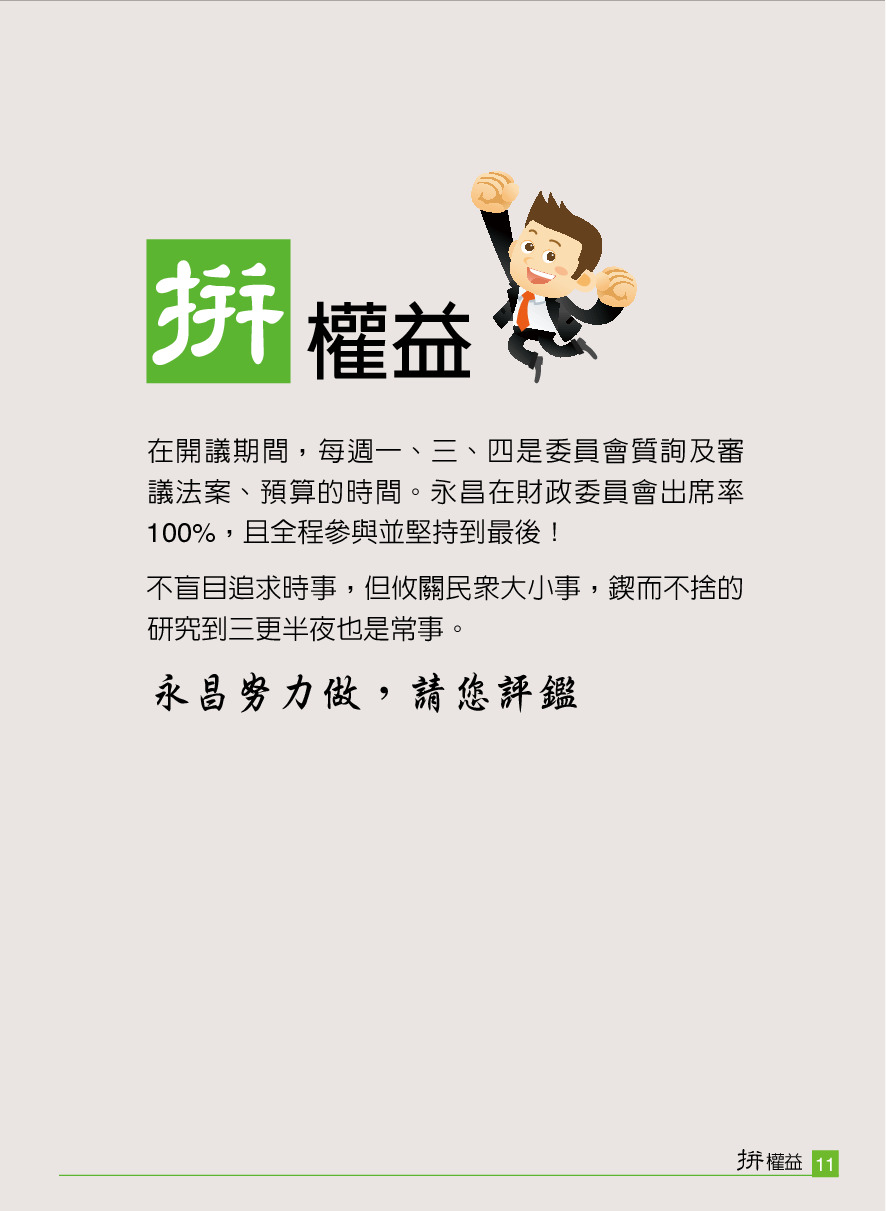 拚權益
在開議期間，每週一、三、四是委員會質詢及審
議法案、預算的時間。永昌在財政委員會出席率
100%，且全程參與並堅持到最後！
不盲目追求時事，但攸關民眾大小事，鍥而不捨的
研究到三更半夜也是常事。
永昌努力做，請您評鑑
拚權益 11